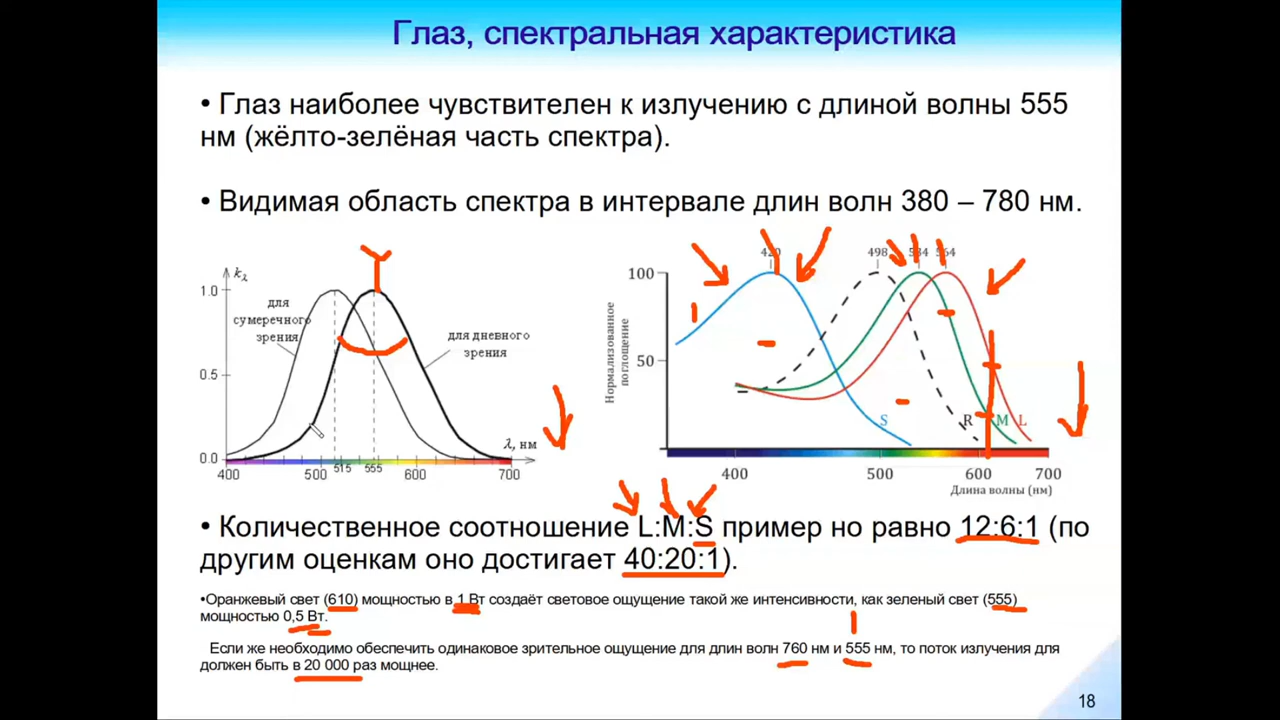 Глаз, спектральная характеристика
• Глаз наиболее чувствителен к излучению с длиной волны 555
нм (жёлто-зелёная часть спектра).
• Видимая область спектра в интервале длин волн 380 – 780 нм.
kλ
1.0
0.5
0.0
для
сумеречного
зрения
для дневного
зрения
λ, нм
400 500 515 555 600 700
420 498 534 564
100
50
Нормализованное
поглощение
S R M L
400 500 600 700
Длина волны (нм)
• Количественное соотношение L:M:S пример но равно 12:6:1 (по
другим оценкам оно достигает 40:20:1).
•Оранжевый свет (610) мощностью в 1 Вт создаёт световое ощущение такой же интенсивности, как зеленый свет (555)
мощностью 0,5 Вт.
Если же необходимо обеспечить одинаковое зрительное ощущение для длин волн 760 нм и 555 нм, то поток излучения для
должен быть в 20 000 раз мощнее.
18